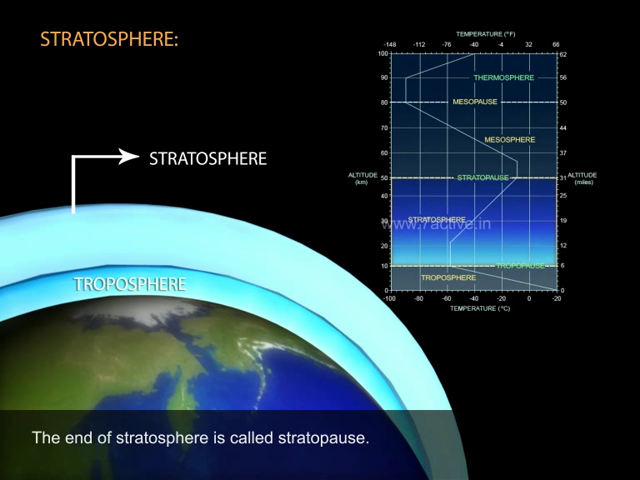 STRATOSPHERE:
STRATOSPHERE
TROPOSPHERE
TEMPERATURE (°F)
-148 -112 -76 -40 -4 32 66
100 62
90 THERMOSPHERE 56
80 MESOPAUSE 50
70 44
MESOSPHERE
60 37
ALTITUDE (km) 50 STRATOPAUSE 31 ALTITUDE (miles)
40 25
30 STRATOSPHERE 19
www.7active.in
20 12
10 TROPOPAUSE 6
TROPOSPHERE
0 0
-100 -80 -60 -40 -20 0 -20
TEMPERATURE (°C)
The end of stratosphere is called stratopause.